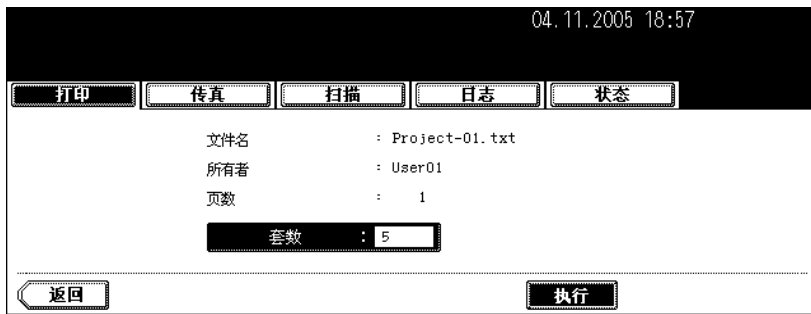 04.11.2005 18:57
打印 传真 扫描 日志 状态
文件名 : Project-01.txt
所有者 : User01
页数 : 1
套数 : 5
返回 执行